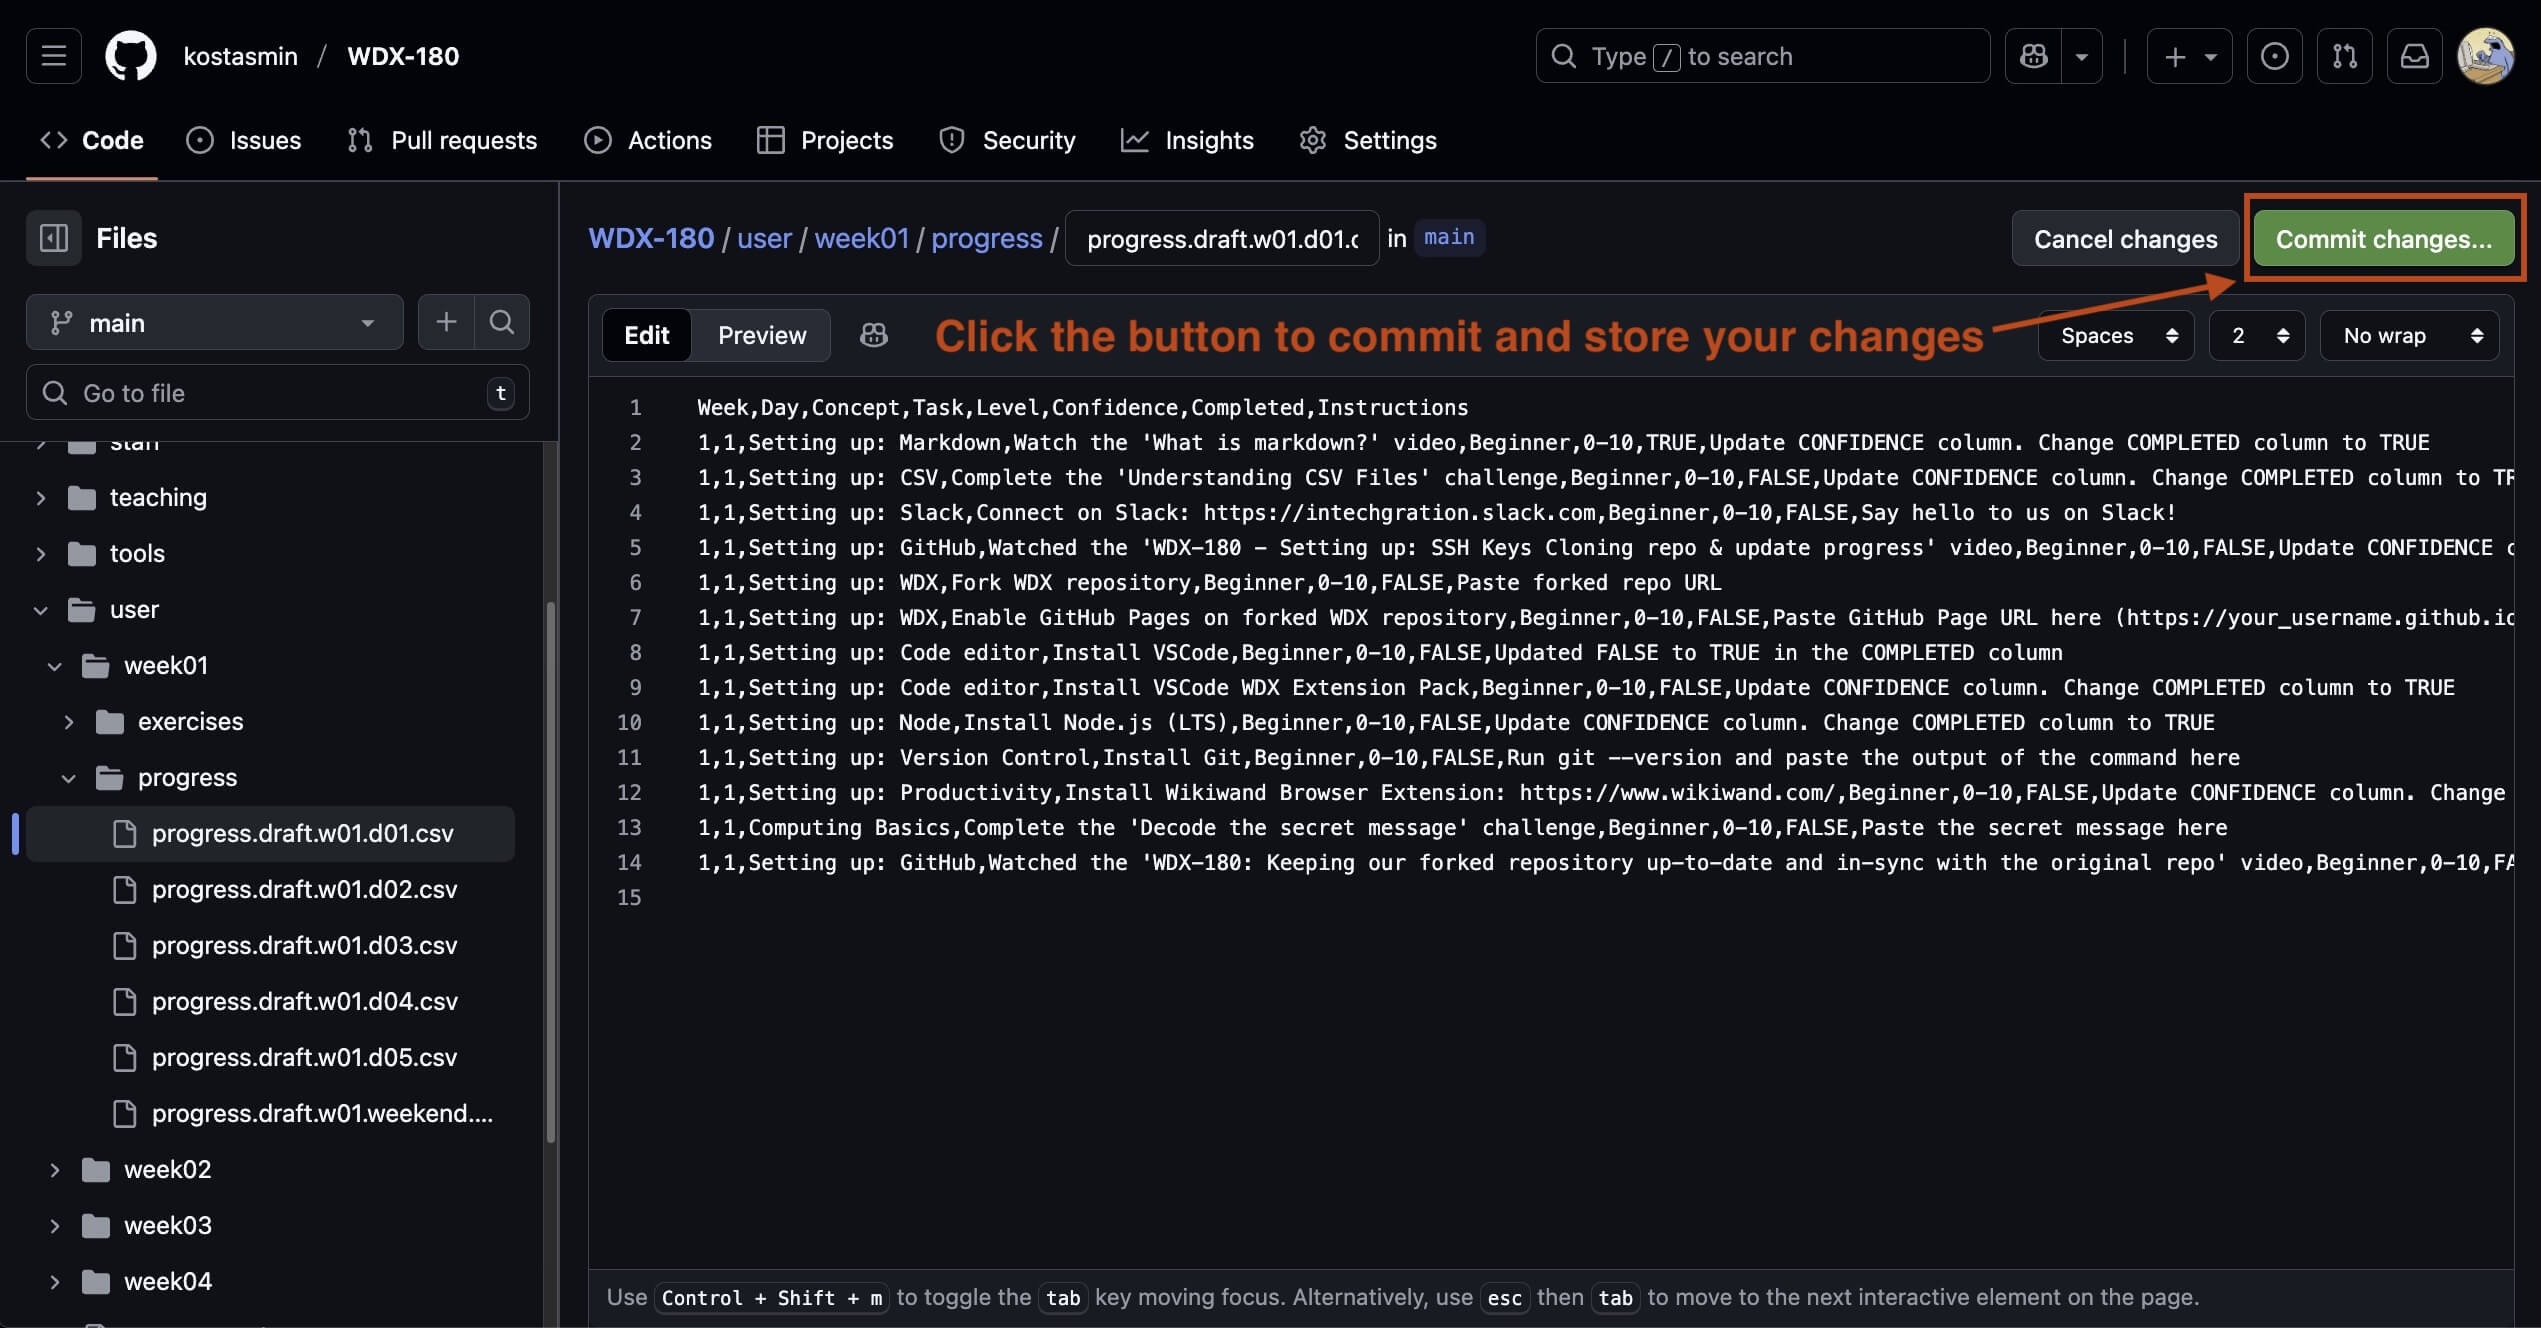 kostasmin / WDX-180
Type / to search
Code
Issues
Pull requests
Actions
Projects
Security
Insights
Settings
Files
main
Go to file
t
staff
teaching
tools
user
week01
exercises
progress
progress.draft.w01.d01.csv
progress.draft.w01.d02.csv
progress.draft.w01.d03.csv
progress.draft.w01.d04.csv
progress.draft.w01.d05.csv
progress.draft.w01.weekend....
week02
week03
week04
WDX-180 / user / week01 / progress / progress.draft.w01.d01.c in main
Cancel changes
Commit changes...
Edit
Preview
Click the button to commit and store your changes
Spaces
2
No wrap
1 Week,Day,Concept,Task,Level,Confidence,Completed,Instructions
2 1,1,Setting up: Markdown,Watch the 'What is markdown?' video,Beginner,0-10,TRUE,Update CONFIDENCE column. Change COMPLETED column to TRUE
3 1,1,Setting up: CSV,Complete the 'Understanding CSV Files' challenge,Beginner,0-10,FALSE,Update CONFIDENCE column. Change COMPLETED column to TR
4 1,1,Setting up: Slack,Connect on Slack: https://intechgration.slack.com,Beginner,0-10,FALSE,Say hello to us on Slack!
5 1,1,Setting up: GitHub,Watched the 'WDX-180 - Setting up: SSH Keys Cloning repo & update progress' video,Beginner,0-10,FALSE,Update CONFIDENCE c
6 1,1,Setting up: WDX,Fork WDX repository,Beginner,0-10,FALSE,Paste forked repo URL
7 1,1,Setting up: WDX,Enable GitHub Pages on forked WDX repository,Beginner,0-10,FALSE,Paste GitHub Page URL here (https://your_username.github.io
8 1,1,Setting up: Code editor,Install VSCode,Beginner,0-10,FALSE,Updated FALSE to TRUE in the COMPLETED column
9 1,1,Setting up: Code editor,Install VSCode WDX Extension Pack,Beginner,0-10,FALSE,Update CONFIDENCE column. Change COMPLETED column to TRUE
10 1,1,Setting up: Node,Install Node.js (LTS),Beginner,0-10,FALSE,Update CONFIDENCE column. Change COMPLETED column to TRUE
11 1,1,Setting up: Version Control,Install Git,Beginner,0-10,FALSE,Run git --version and paste the output of the command here
12 1,1,Setting up: Productivity,Install Wikiwand Browser Extension: https://www.wikiwand.com/,Beginner,0-10,FALSE,Update CONFIDENCE column. Change
13 1,1,Computing Basics,Complete the 'Decode the secret message' challenge,Beginner,0-10,FALSE,Paste the secret message here
14 1,1,Setting up: GitHub,Watched the 'WDX-180: Keeping our forked repository up-to-date and in-sync with the original repo' video,Beginner,0-10,FA
15
Use Control + Shift + m to toggle the tab key moving focus. Alternatively, use esc then tab to move to the next interactive element on the page.